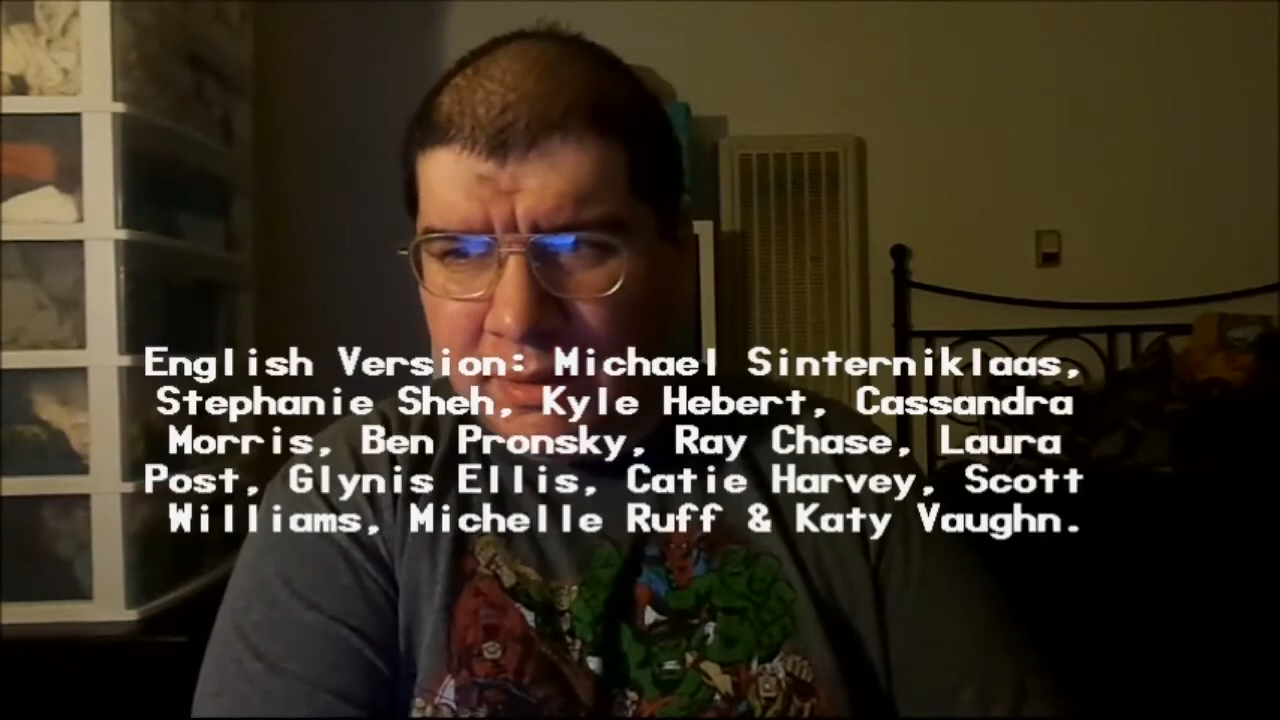 English Version: Michael Sinterniklaas,
Stephanie Sheh, Kyle Hebert, Cassandra
Morris, Ben Pronsky, Ray Chase, Laura
Post, Glynis Ellis, Catie Harvey, Scott
Williams, Michelle Ruff & Katy Vaughn.